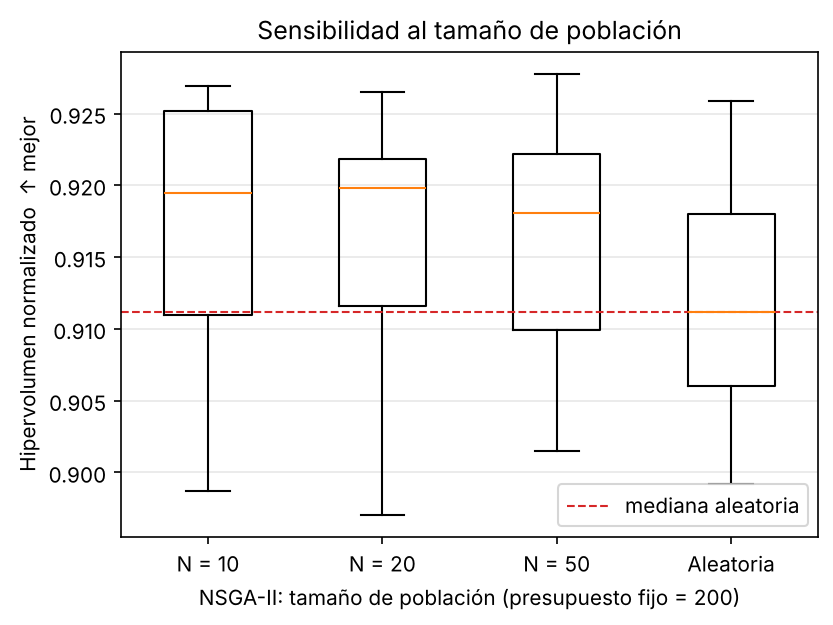 Sensibilidad al tamaño de población
Hipervolumen normalizado ↑ mejor
0.925
0.920
0.915
0.910
0.905
0.900
mediana aleatoria
N = 10
N = 20
N = 50
Aleatoria
NSGA-II: tamaño de población (presupuesto fijo = 200)